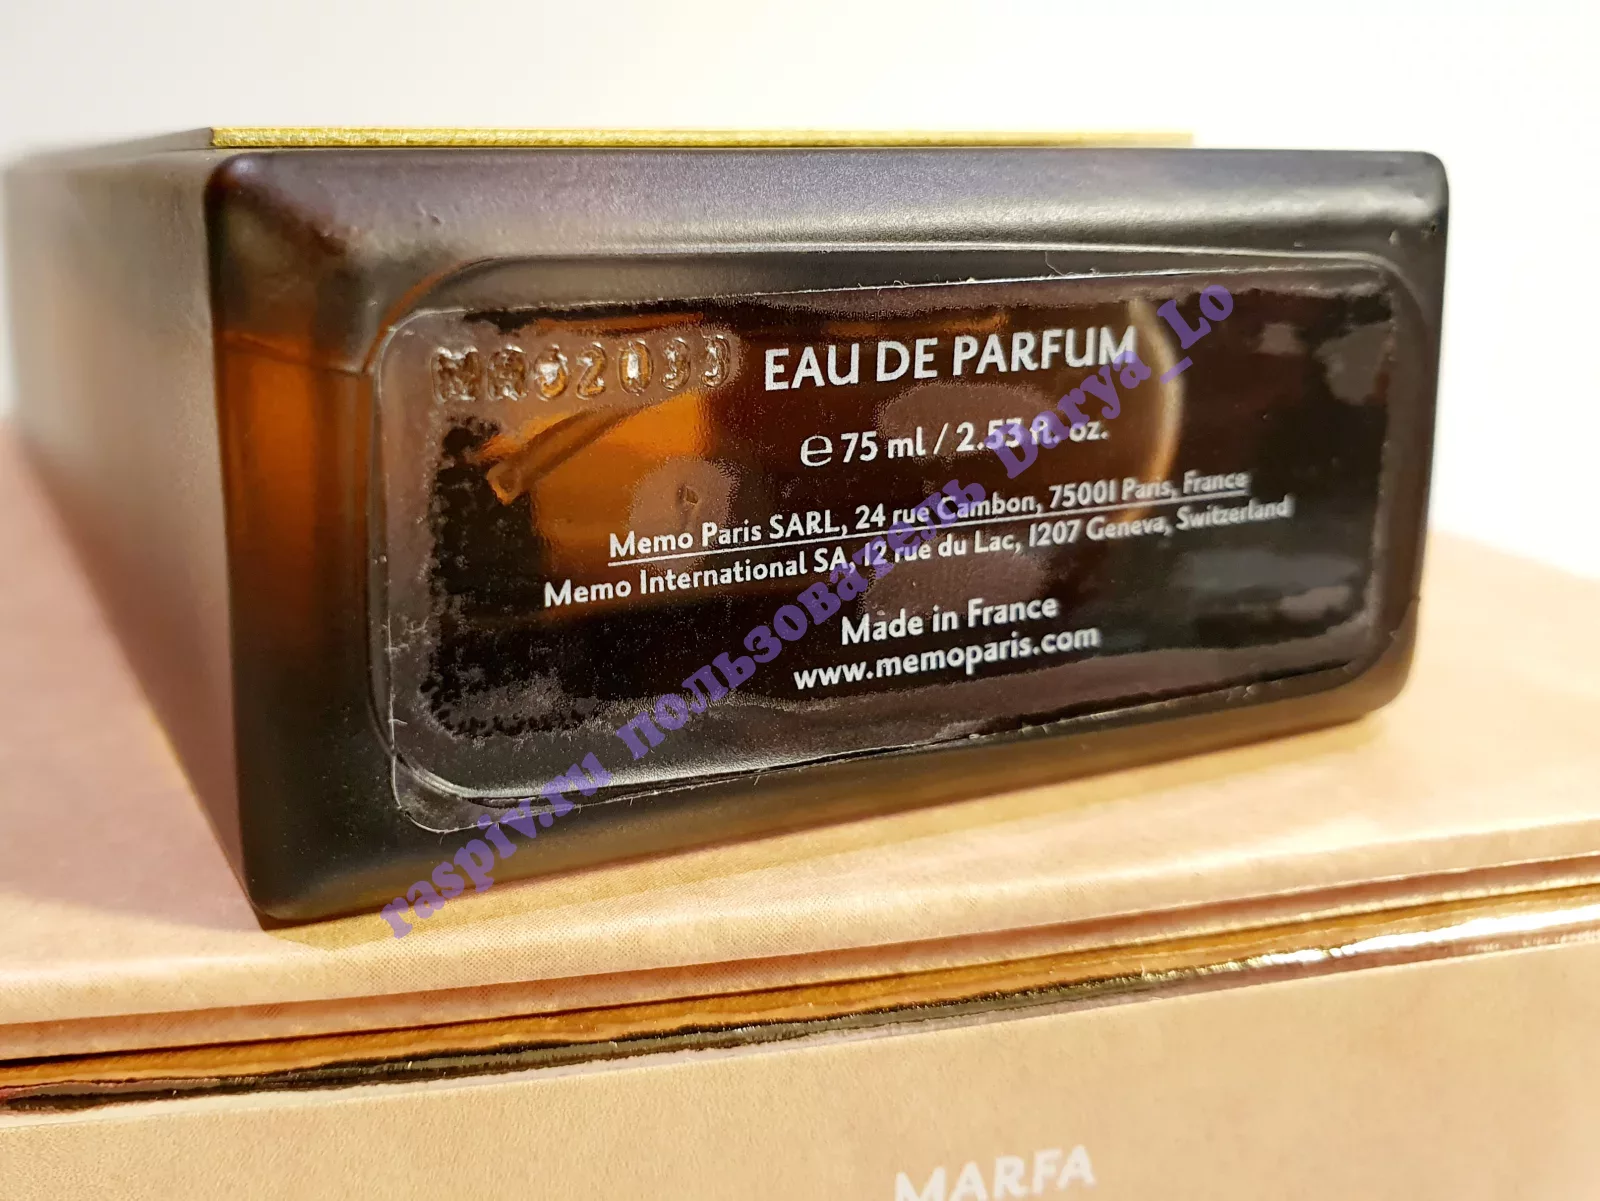 EAU DE PARFUM
℮ 75 ml / 2.53 fl. oz.
Memo Paris SARL, 24 rue Cambon, 75001 Paris, France
Memo International SA, 12 rue du Lac, 1207 Geneva, Switzerland
Made in France
www.memoparis.com
raspiv.ru пользователь Darya_Lo
MARFA